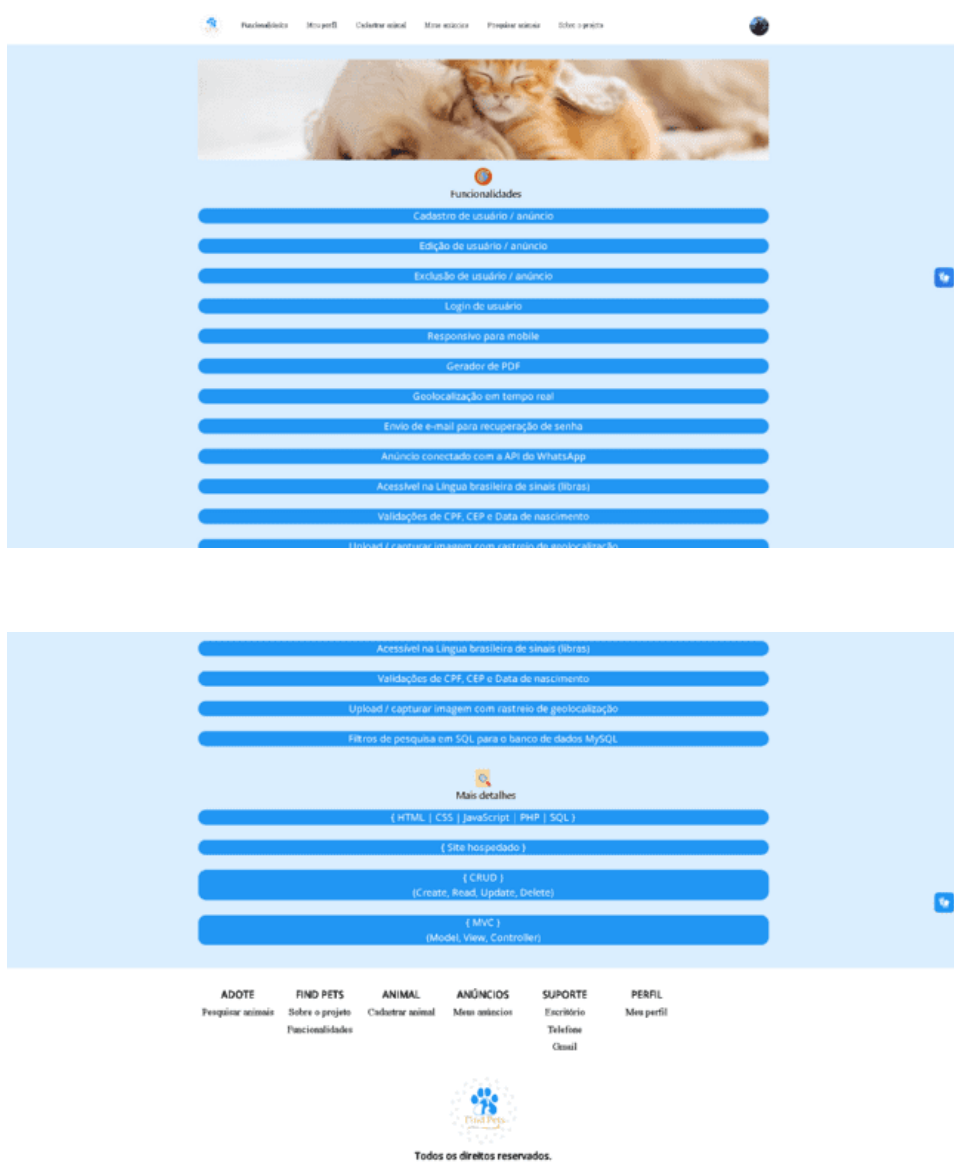 Funcionalidades Meu perfil Cadastrar animal Meus anúncios Pesquisar animais Sobre o projeto
Funcionalidades
Cadastro de usuário / anúncio
Edição de usuário / anúncio
Exclusão de usuário / anúncio
Login de usuário
Responsivo para mobile
Gerador de PDF
Geolocalização em tempo real
Envio de e-mail para recuperação de senha
Anúncio conectado com a API do WhatsApp
Acessível na Língua brasileira de sinais (libras)
Validações de CPF, CEP e Data de nascimento
Upload / capturar imagem com rastreio de geolocalização
Acessível na Língua brasileira de sinais (libras)
Validações de CPF, CEP e Data de nascimento
Upload / capturar imagem com rastreio de geolocalização
Filtros de pesquisa em SQL para o banco de dados MySQL
Mais detalhes
{ HTML | CSS | JavaScript | PHP | SQL }
{ Site hospedado }
{ CRUD }
(Create, Read, Update, Delete)
{ MVC }
(Model, View, Controller)
ADOTE FIND PETS ANIMAL ANÚNCIOS SUPORTE PERFIL
Pesquisar animais Sobre o projeto Cadastrar animal Meus anúncios Escritório Meu perfil
Funcionalidades Telefone
Gmail
Find Pets
Todos os direitos reservados.